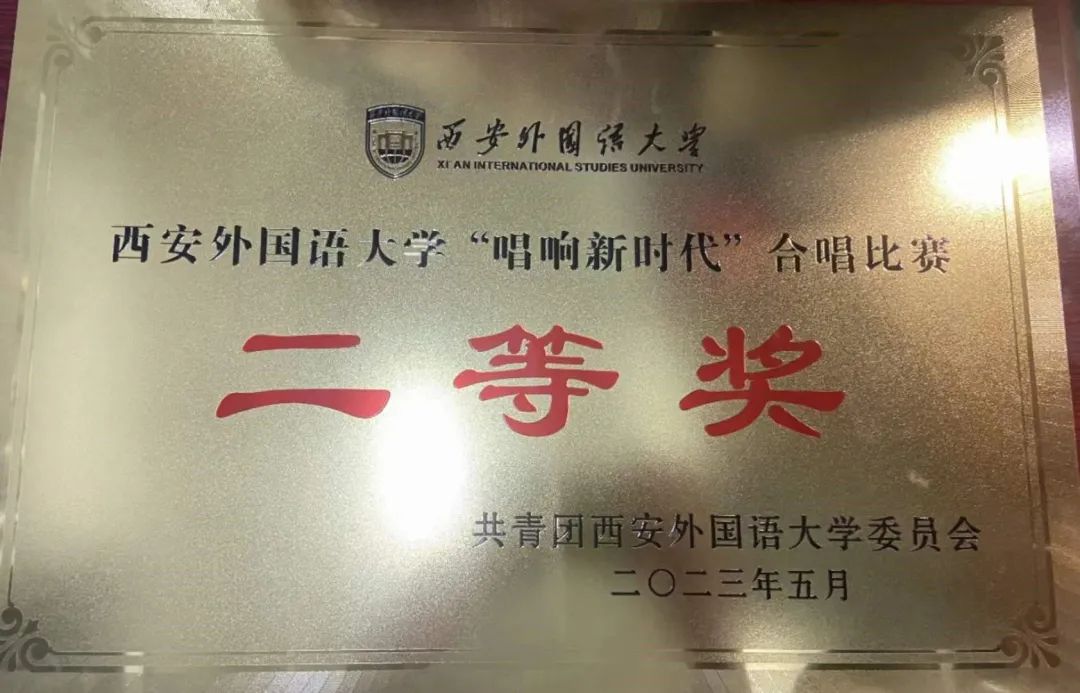 西安外国语大学
XI'AN INTERNATIONAL STUDIES UNIVERSITY
西安外国语大学“唱响新时代”合唱比赛
二等奖
共青团西安外国语大学委员会
二〇二三年五月